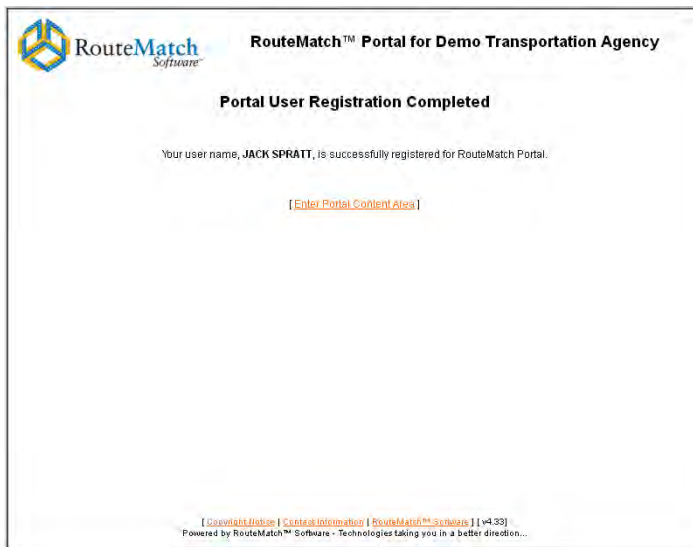 RouteMatch
Software™
RouteMatch™ Portal for Demo Transportation Agency
Portal User Registration Completed
Your user name, JACK SPRATT, is successfully registered for RouteMatch Portal.
[ Enter Portal Content Area ]
[ Copyright Notice | Contact Information | RouteMatch™ Software ] [ v4.33]
Powered by RouteMatch™ Software - Technologies taking you in a better direction...